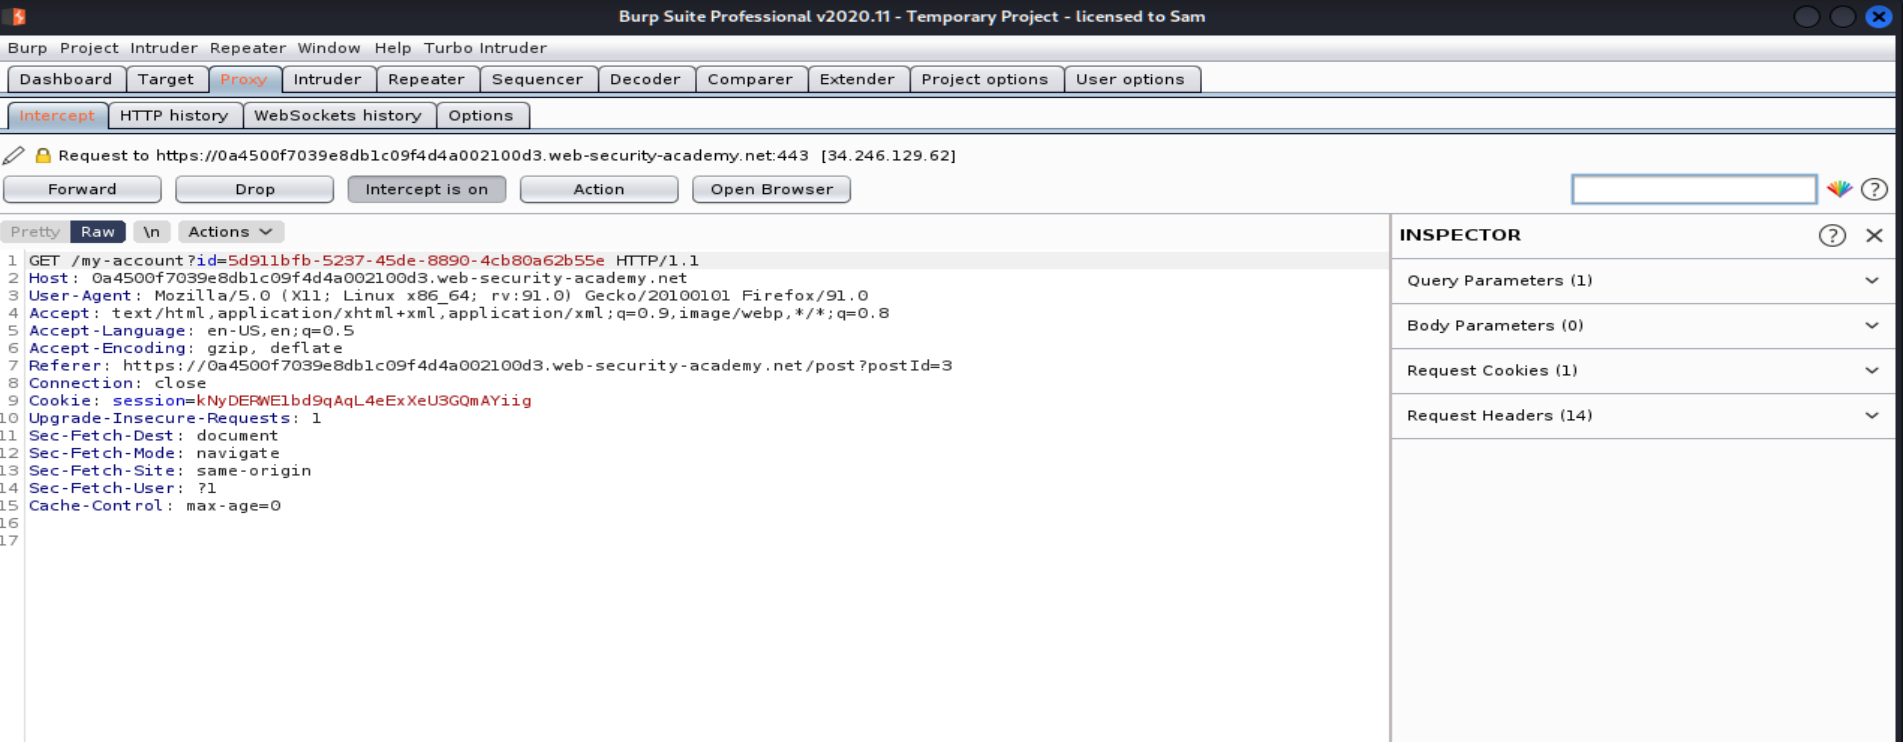 Burp Suite Professional v2020.11 - Temporary Project - licensed to Sam
Burp Project Intruder Repeater Window Help Turbo Intruder
Dashboard Target Proxy Intruder Repeater Sequencer Decoder Comparer Extender Project options User options
Intercept HTTP history WebSockets history Options
Request to https://0a4500f7039e8db1c09f4d4a002100d3.web-security-academy.net:443 [34.246.129.62]
Forward Drop Intercept is on Action Open Browser ?
Pretty Raw \n Actions
INSPECTOR ?
1 GET /my-account?id=5d911bfb-5237-45de-8890-4cb80a62b55e HTTP/1.1
2 Host: 0a4500f7039e8db1c09f4d4a002100d3.web-security-academy.net
3 User-Agent: Mozilla/5.0 (X11; Linux x86_64; rv:91.0) Gecko/20100101 Firefox/91.0
4 Accept: text/html,application/xhtml+xml,application/xml;q=0.9,image/webp,*/*;q=0.8
5 Accept-Language: en-US,en;q=0.5
6 Accept-Encoding: gzip, deflate
7 Referer: https://0a4500f7039e8db1c09f4d4a002100d3.web-security-academy.net/post?postId=3
8 Connection: close
9 Cookie: session=kNyDERWElbd9qAqL4eExXeU3GQmAYiig
10 Upgrade-Insecure-Requests: 1
11 Sec-Fetch-Dest: document
12 Sec-Fetch-Mode: navigate
13 Sec-Fetch-Site: same-origin
14 Sec-Fetch-User: ?1
15 Cache-Control: max-age=0
16
17
Query Parameters (1)
Body Parameters (0)
Request Cookies (1)
Request Headers (14)